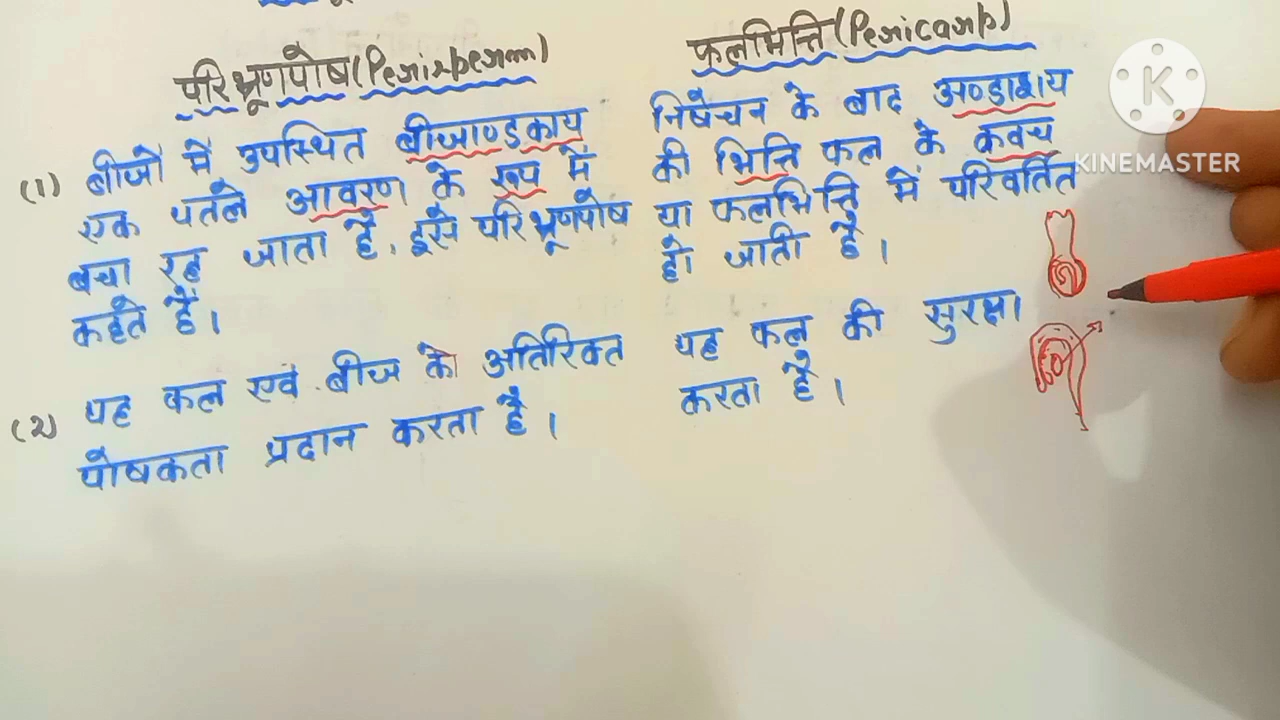 परिभ्रूणपोष (Perisperm)
(1) बीजों में उपस्थित बीजाण्डकाय
एक पतले आवरण के रूप में
बचा रह जाता है, इसे परिभ्रूणपोष
कहते हैं।
(2) यह फल एवं बीज को अतिरिक्त
पोषकता प्रदान करता है।
फलभित्ति (Pericarp)
निषेचन के बाद अण्डाशय
की भित्ति फल के कवच
या फलभित्ति में परिवर्तित
हो जाती है।
यह फल की सुरक्षा
करता है।
K
KINEMASTER